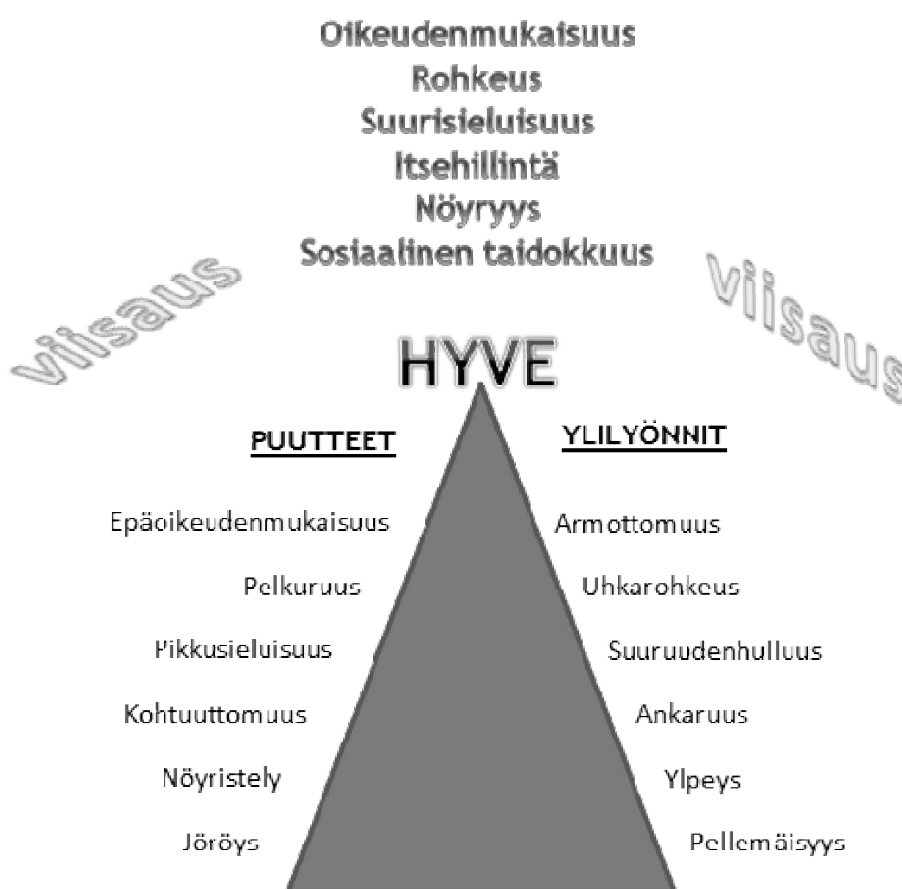 Oikeudenmukaisuus
Rohkeus
Suurisieluisuus
Itsehillintä
Nöyryys
Sosiaalinen taidokkuus
viisaus
viisaus
HYVE
PUUTTEET
YLILYÖNNIT
Epäoikeudenmukaisuus
Armottomuus
Pelkuruus
Uhkarohkeus
Pikkusieluisuus
Suuruudenhulluus
Kohtuuttomuus
Ankaruus
Nöyristely
Ylpeys
Jöröys
Pellemäisyys